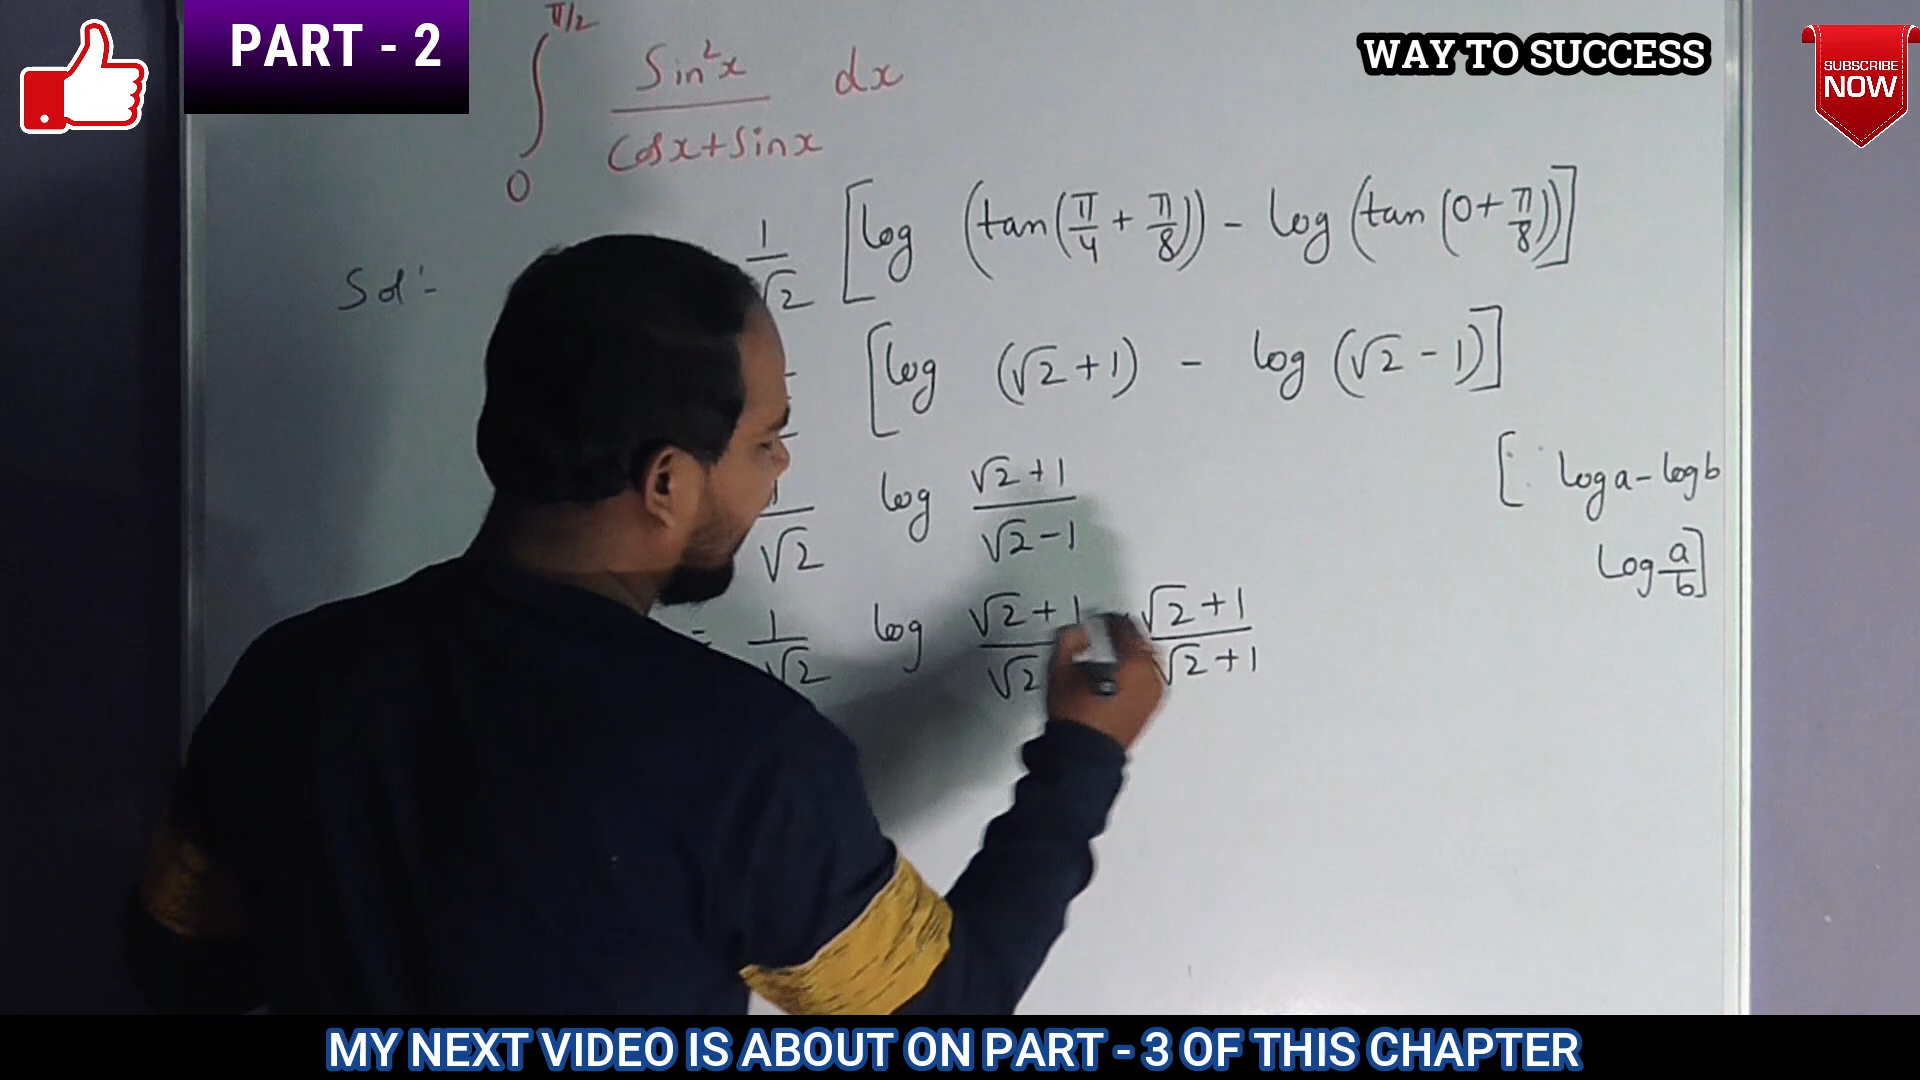 PART - 2
WAY TO SUCCESS
SUBSCRIBE
NOW
∫₀^π/2 Sin²x / (Cosx+Sinx) dx
Sol:-
1/√2 [log (tan(π/4 + π/8)) - log (tan (0+π/8))]
[log (√2+1) - log (√2-1)]
1/√2 log (√2+1)/(√2-1)
[∵ log a - log b
log a/b]
= 1/√2 log (√2+1)/√2 (√2+1)/(√2+1)
MY NEXT VIDEO IS ABOUT ON PART - 3 OF THIS CHAPTER